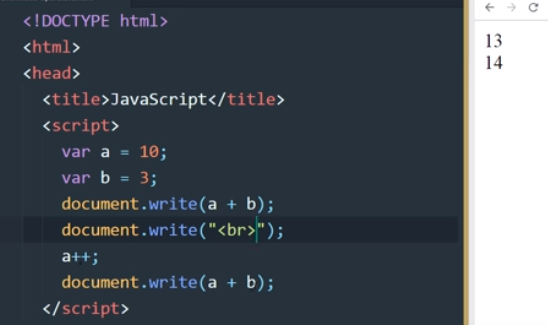 <!DOCTYPE html>
<html>
<head>
<title>JavaScript</title>
<script>
var a = 10;
var b = 3;
document.write(a + b);
document.write("<br>");
a++;
document.write(a + b);
</script>
13
14